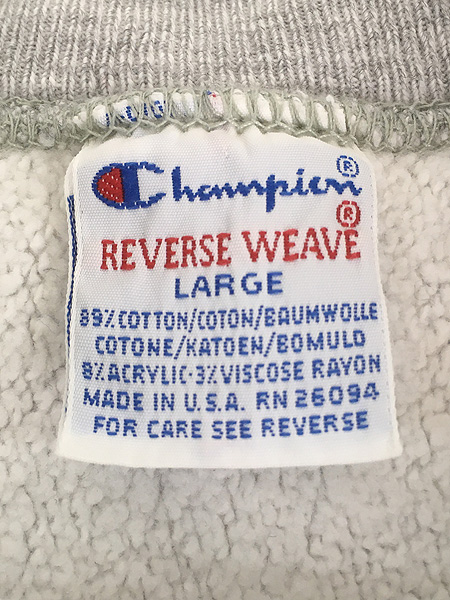 Champion®
REVERSE WEAVE®
LARGE
89% COTTON/COTON/BAUMWOLLE
COTONE/KATOEN/BOMULD
8% ACRYLIC·3% VISCOSE RAYON
MADE IN U.S.A. RN 26094
FOR CARE SEE REVERSE